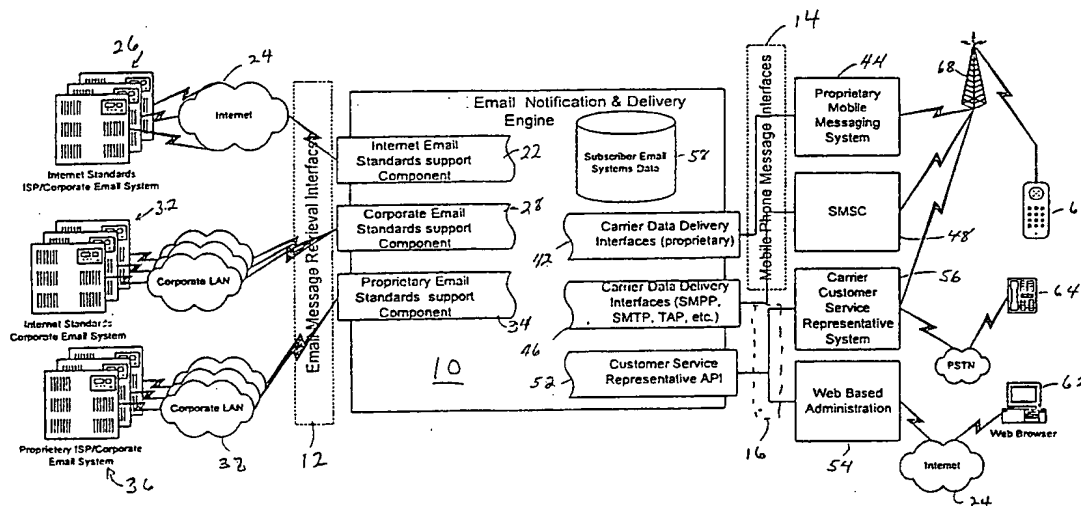 26
24
Internet
Internet Standards
ISP/Corporate Email System
32
Corporate LAN
Internet Standards
Corporate Email System
Corporate LAN
Proprietery ISP/Corporate
Email System
36
38
Email Message Retrieval Interfaces
12
Email Notification & Delivery
Engine
Internet Email
Standards support
Component
22
Corporate Email
Standards support
Component
28
Proprietary Email
Standards support
Component
34
10
Subscriber Email
Systems Data
58
Carrier Data Delivery
Interfaces (proprietary)
42
Carrier Data Delivery
Interfaces (SMPP,
SMTP, TAP, etc.)
46
Customer Service
Representative API
52
14
Mobile Phone Message Interfaces
16
44
Proprietary
Mobile
Messaging
System
SMSC
48
Carrier
Customer
Service
Representative
System
56
Web Based
Administration
54
68
6
64
PSTN
62
Web Browser
Internet
24